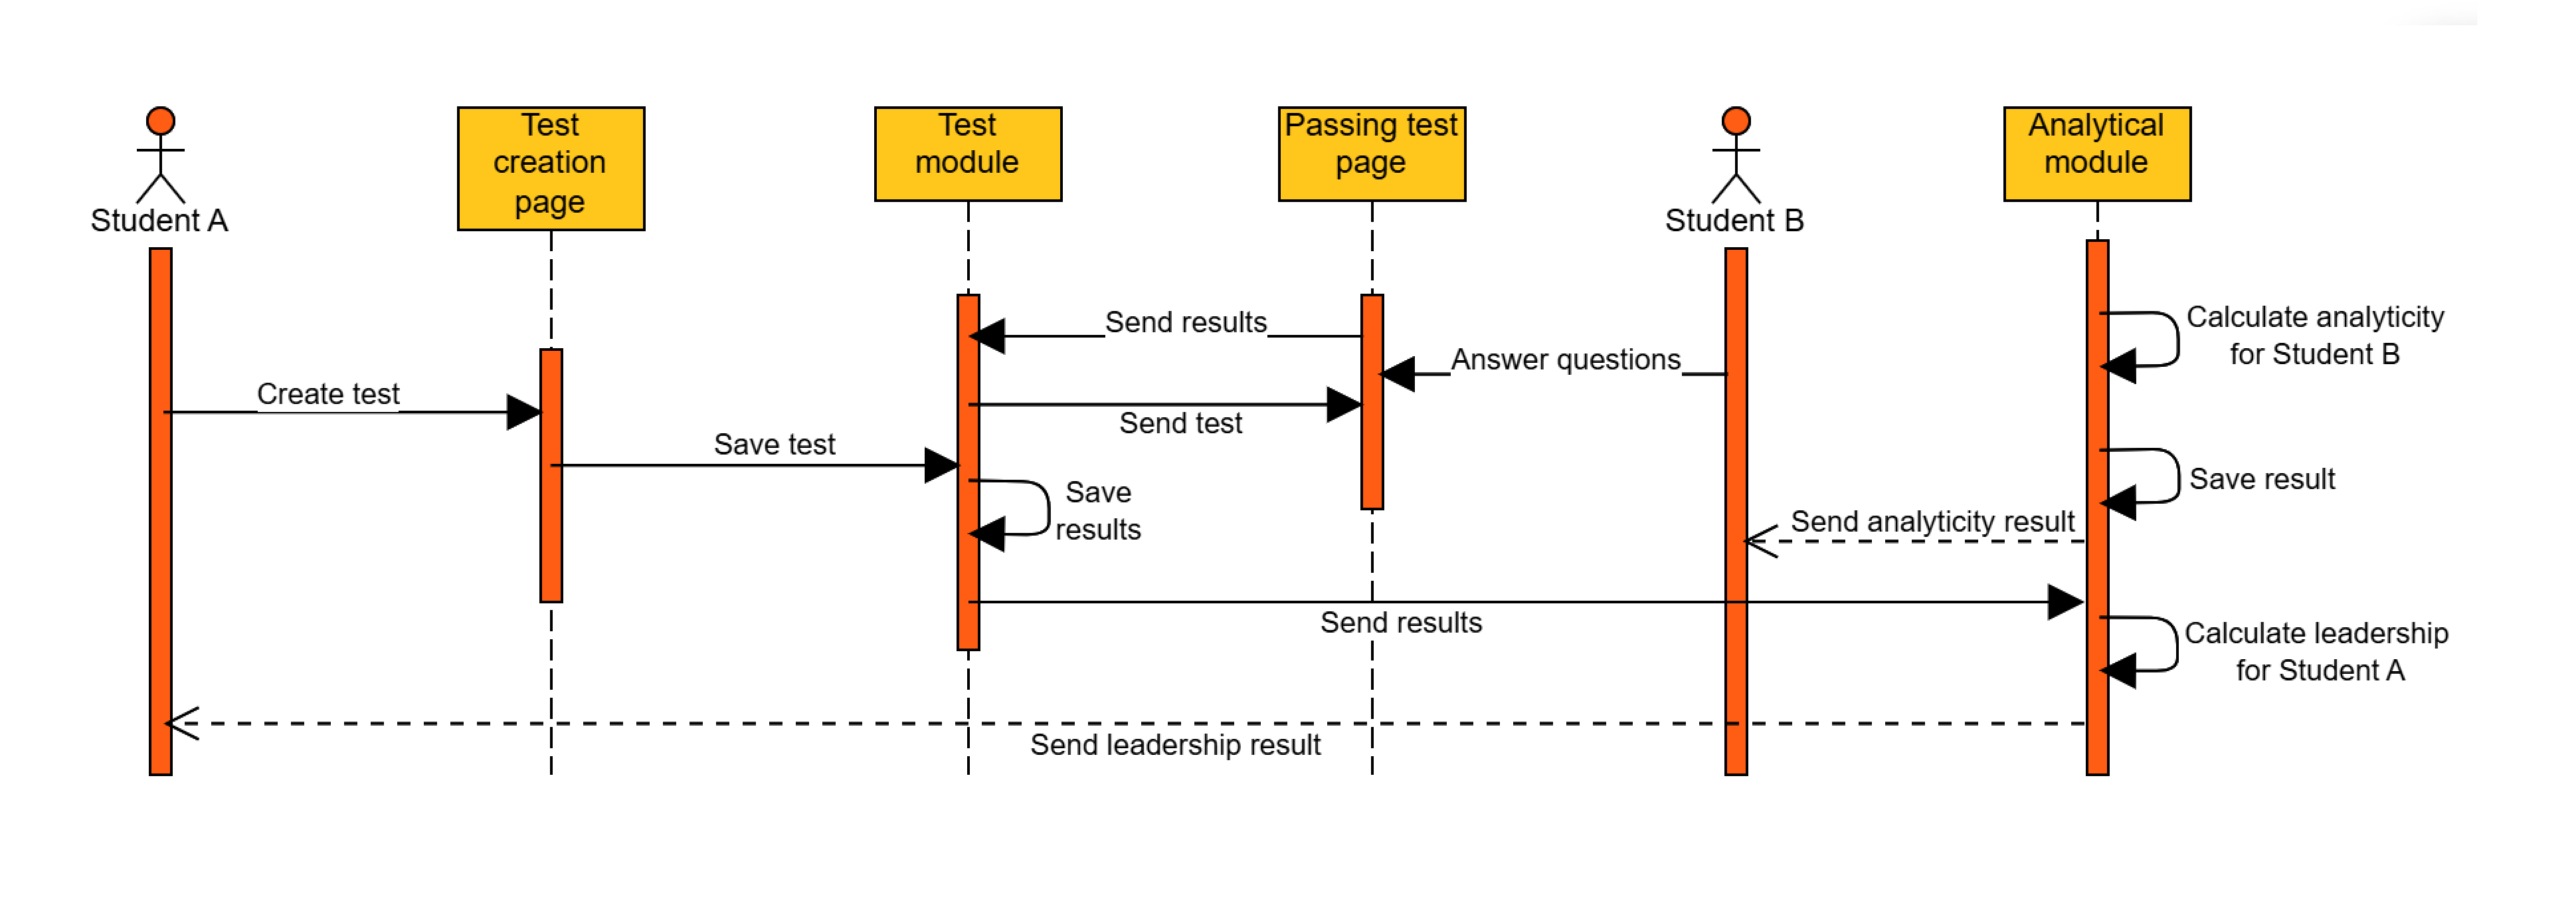 Student A
Test
creation
page
Test
module
Passing test
page
Student B
Analytical
module
Send results
Calculate analyticity
for Student B
Answer questions
Create test
Send test
Save test
Save
results
Save result
Send analyticity result
Send results
Calculate leadership
for Student A
Send leadership result